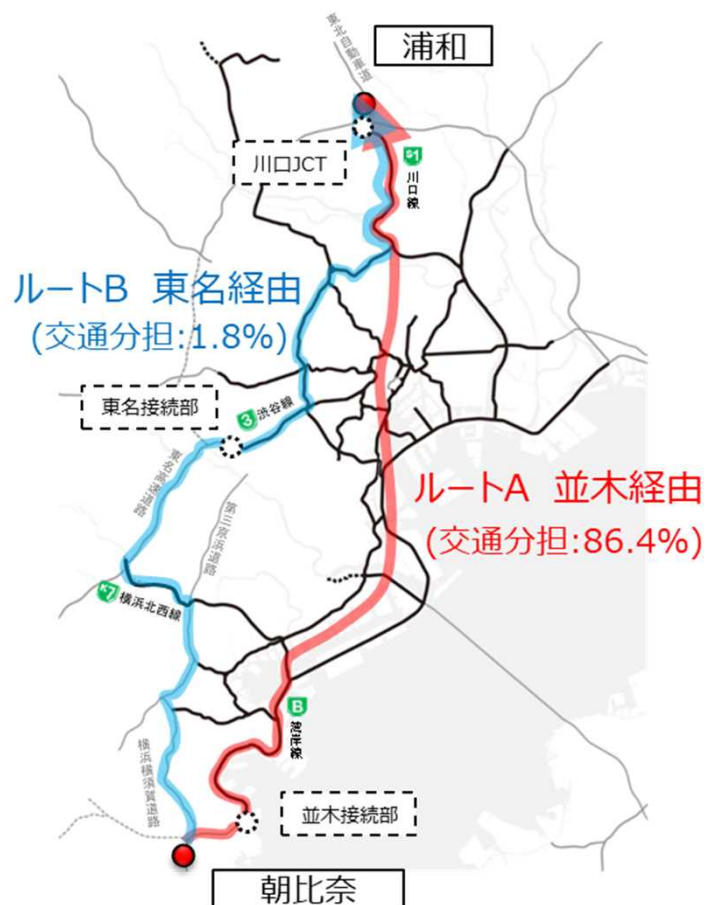 東北自動車道
浦和
川口JCT
S1
川口線
ルートB 東名経由
(交通分担:1.8%)
東名接続部
3 渋谷線
東名高速道路
第三京浜道路
ルートA 並木経由
(交通分担:86.4%)
K7 横浜北西線
B
湾岸線
横浜横須賀道路
並木接続部
朝比奈